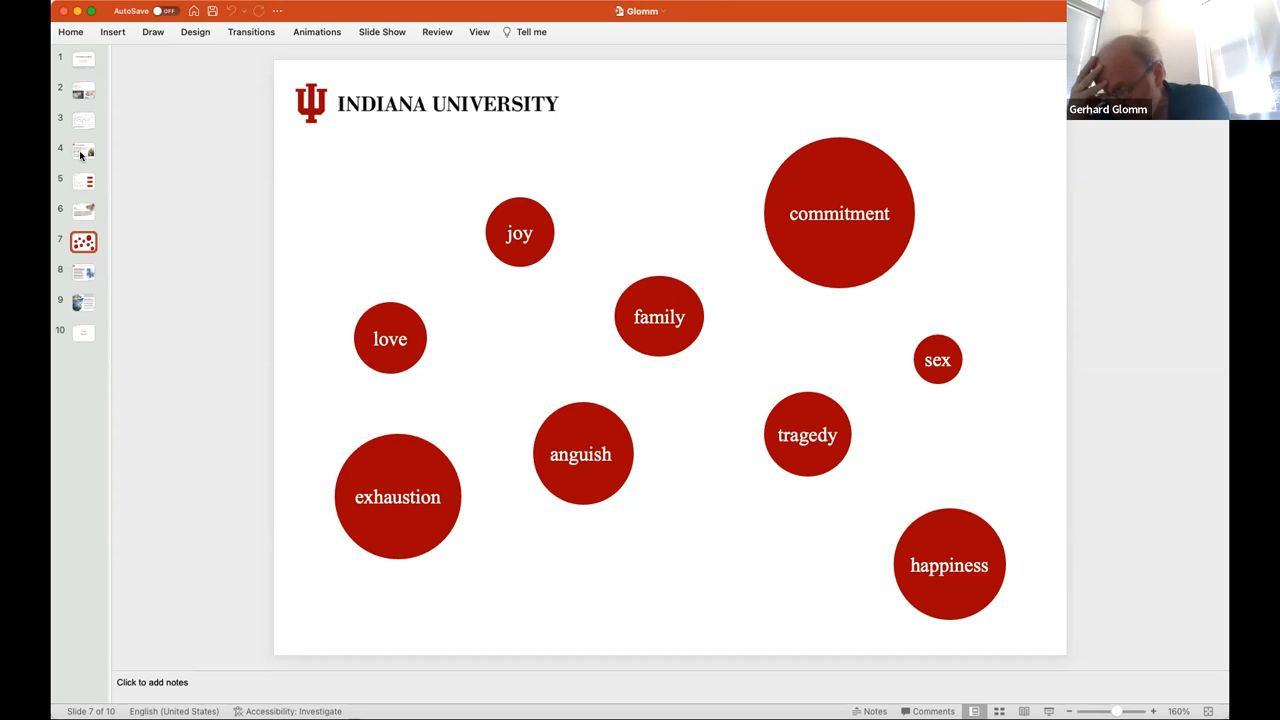 AutoSave OFF
Glomm
Home Insert Draw Design Transitions Animations Slide Show Review View Tell me
Gerhard Glomm
1
2
3
4
5
6
7
8
9
10
INDIANA UNIVERSITY
commitment
joy
family
love
sex
tragedy
anguish
exhaustion
happiness
Click to add notes
Slide 7 of 10 English (United States) Accessibility: Investigate Notes Comments 160%